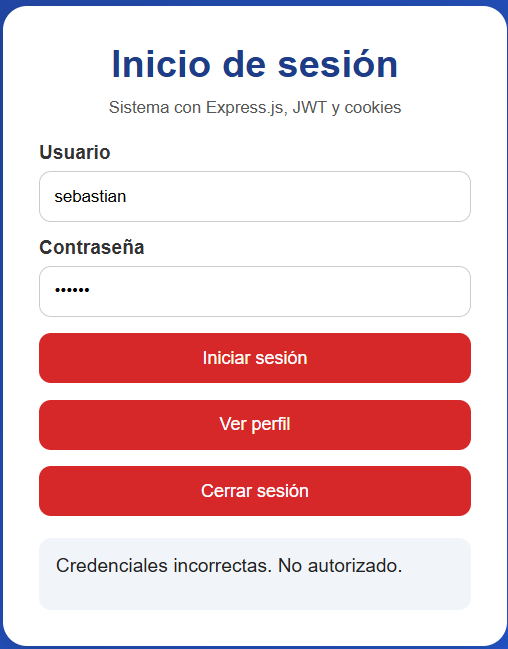 Inicio de sesión
Sistema con Express.js, JWT y cookies
Usuario
sebastian
Contraseña
••••••
Iniciar sesión
Ver perfil
Cerrar sesión
Credenciales incorrectas. No autorizado.